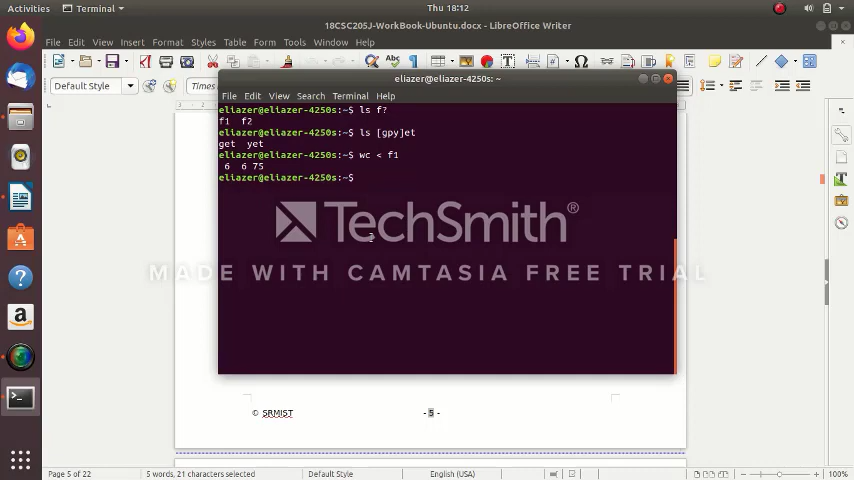 Activities Terminal Thu 18:12
18CSC205J-WorkBook-Ubuntu.docx - LibreOffice Writer
File Edit View Insert Format Styles Table Form Tools Window Help
Default Style Times
eliazer@eliazer-4250s: ~
File Edit View Search Terminal Help
eliazer@eliazer-4250s:~$ ls f?
f1 f2
eliazer@eliazer-4250s:~$ ls [gpy]et
get yet
eliazer@eliazer-4250s:~$ wc < f1
6 6 75
eliazer@eliazer-4250s:~$
TechSmith®
MADE WITH CAMTASIA FREE TRIAL
© SRMIST - 5 -
Page 5 of 22 5 words, 21 characters selected Default Style English (USA) 100%